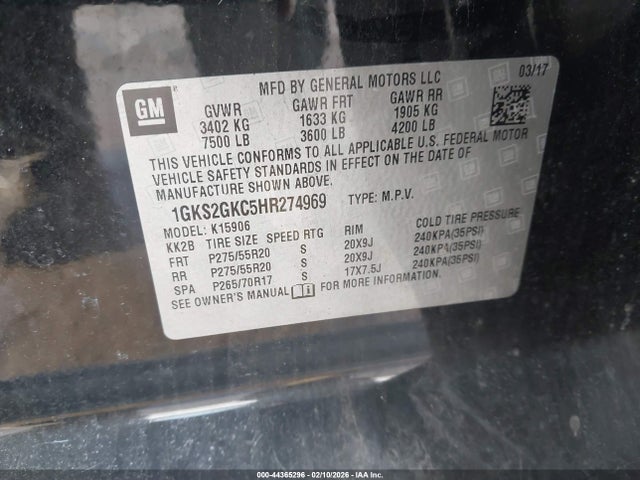 MFD BY GENERAL MOTORS LLC 03/17
GM
GVWR GAWR FRT GAWR RR
3402 KG 1633 KG 1905 KG
7500 LB 3600 LB 4200 LB
THIS VEHICLE CONFORMS TO ALL APPLICABLE U.S. FEDERAL MOTOR
VEHICLE SAFETY STANDARDS IN EFFECT ON THE DATE OF
MANUFACTURE SHOWN ABOVE.
1GKS2GKC5HR274969 TYPE: M.P.V.
MODEL: K15906
KK2B TIRE SIZE SPEED RTG RIM COLD TIRE PRESSURE
FRT P275/55R20 S 20X9J 240KPA(35PSI)
RR P275/55R20 S 20X9J 240KPA(35PSI)
SPA P265/70R17 S 17X7.5J 240KPA(35PSI)
SEE OWNER'S MANUAL FOR MORE INFORMATION.
000-44365296 - 02/10/2026 - IAA Inc.